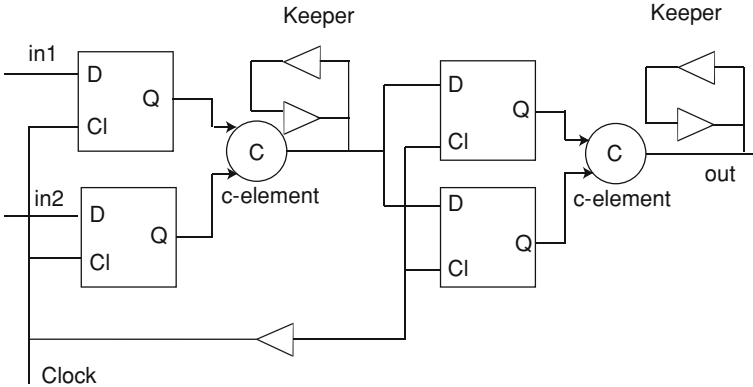 Keeper
Keeper
in1
D
Q
Cl
C
c-element
in2
D
Q
Cl
D
Q
Cl
C
c-element
out
D
Q
Cl
Clock